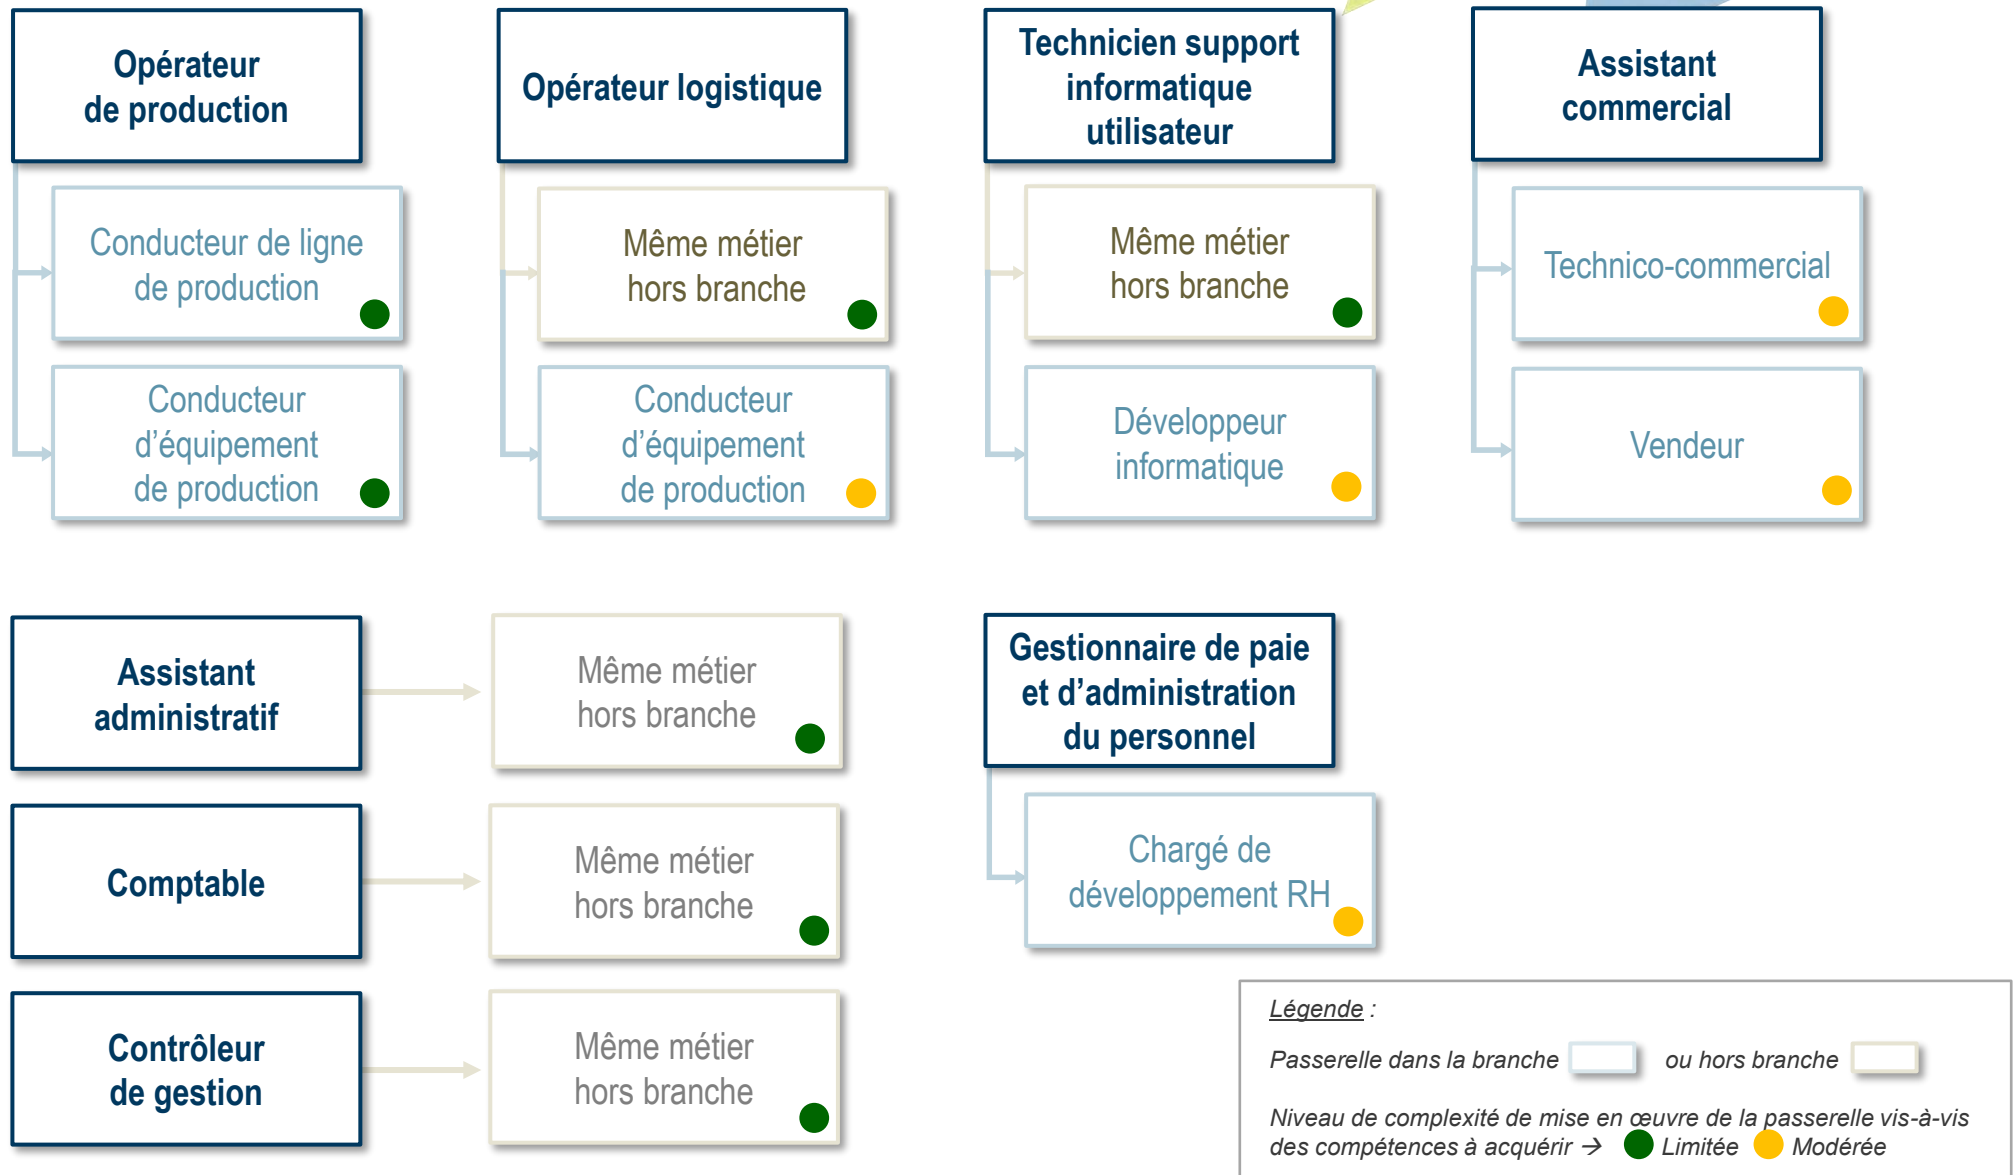 Opérateur
de production
Conducteur de ligne
de production
Conducteur
d’équipement
de production
Opérateur logistique
Même métier
hors branche
Conducteur
d’équipement
de production
Technicien support
informatique
utilisateur
Même métier
hors branche
Développeur
informatique
Assistant
commercial
Technico-commercial
Vendeur
Assistant
administratif
Même métier
hors branche
Comptable
Même métier
hors branche
Contrôleur
de gestion
Même métier
hors branche
Gestionnaire de paie
et d’administration
du personnel
Chargé de
développement RH
Légende :
Passerelle dans la branche ou hors branche
Niveau de complexité de mise en œuvre de la passerelle vis-à-vis
des compétences à acquérir → Limitée Modérée